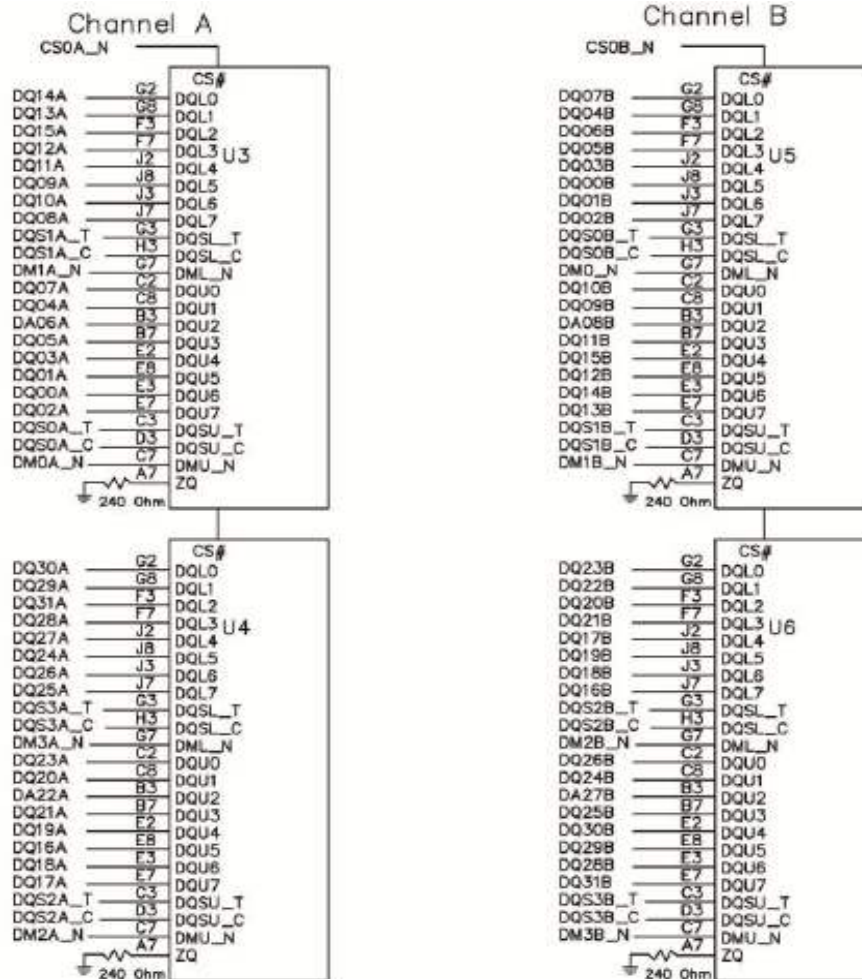 Channel A
CS0A_N
CS#
DQ14A G2 DQL0
DQ13A G8 DQL1
DQ15A F3 DQL2
DQ12A F7 DQL3
U3
DQ11A J2 DQL4
DQ09A J8 DQL5
DQ10A J3 DQL6
DQ08A J7 DQL7
DQS1A_T G3 DQSL_T
DQS1A_C H3 DQSL_C
DM1A_N G7 DML_N
DQ07A C2 DQU0
DQ04A C8 DQU1
DA06A B3 DQU2
DQ05A B7 DQU3
DQ03A E2 DQU4
DQ01A E8 DQU5
DQ00A E3 DQU6
DQ02A E7 DQU7
DQS0A_T C3 DQSU_T
DQS0A_C D3 DQSU_C
DM0A_N C7 DMU_N
A7 ZQ
240 Ohm
CS#
DQ30A G2 DQL0
DQ29A G8 DQL1
DQ31A F3 DQL2
DQ28A F7 DQL3
U4
DQ27A J2 DQL4
DQ24A J8 DQL5
DQ26A J3 DQL6
DQ25A J7 DQL7
DQS3A_T G3 DQSL_T
DQS3A_C H3 DQSL_C
DM3A_N G7 DML_N
DQ23A C2 DQU0
DQ20A C8 DQU1
DA22A B3 DQU2
DQ21A B7 DQU3
DQ19A E2 DQU4
DQ16A E8 DQU5
DQ18A E3 DQU6
DQ17A E7 DQU7
DQS2A_T C3 DQSU_T
DQS2A_C D3 DQSU_C
DM2A_N C7 DMU_N
A7 ZQ
240 Ohm
Channel B
CS0B_N
CS#
DQ07B G2 DQL0
DQ04B G8 DQL1
DQ06B F3 DQL2
DQ05B F7 DQL3
U5
DQ03B J2 DQL4
DQ00B J8 DQL5
DQ01B J3 DQL6
DQ02B J7 DQL7
DQS0B_T G3 DQSL_T
DQS0B_C H3 DQSL_C
DM0_N G7 DML_N
DQ10B C2 DQU0
DQ09B C8 DQU1
DA08B B3 DQU2
DQ11B B7 DQU3
DQ15B E2 DQU4
DQ12B E8 DQU5
DQ14B E3 DQU6
DQ13B E7 DQU7
DQS1B_T C3 DQSU_T
DQS1B_C D3 DQSU_C
DM1B_N C7 DMU_N
A7 ZQ
240 Ohm
CS#
DQ23B G2 DQL0
DQ22B G8 DQL1
DQ20B F3 DQL2
DQ21B F7 DQL3
U6
DQ17B J2 DQL4
DQ19B J8 DQL5
DQ18B J3 DQL6
DQ16B J7 DQL7
DQS2B_T G3 DQSL_T
DQS2B_C H3 DQSL_C
DM2B_N G7 DML_N
DQ26B C2 DQU0
DQ24B C8 DQU1
DA27B B3 DQU2
DQ25B B7 DQU3
DQ30B E2 DQU4
DQ29B E8 DQU5
DQ28B E3 DQU6
DQ31B E7 DQU7
DQS3B_T C3 DQSU_T
DQS3B_C D3 DQSU_C
DM3B_N C7 DMU_N
A7 ZQ
240 Ohm